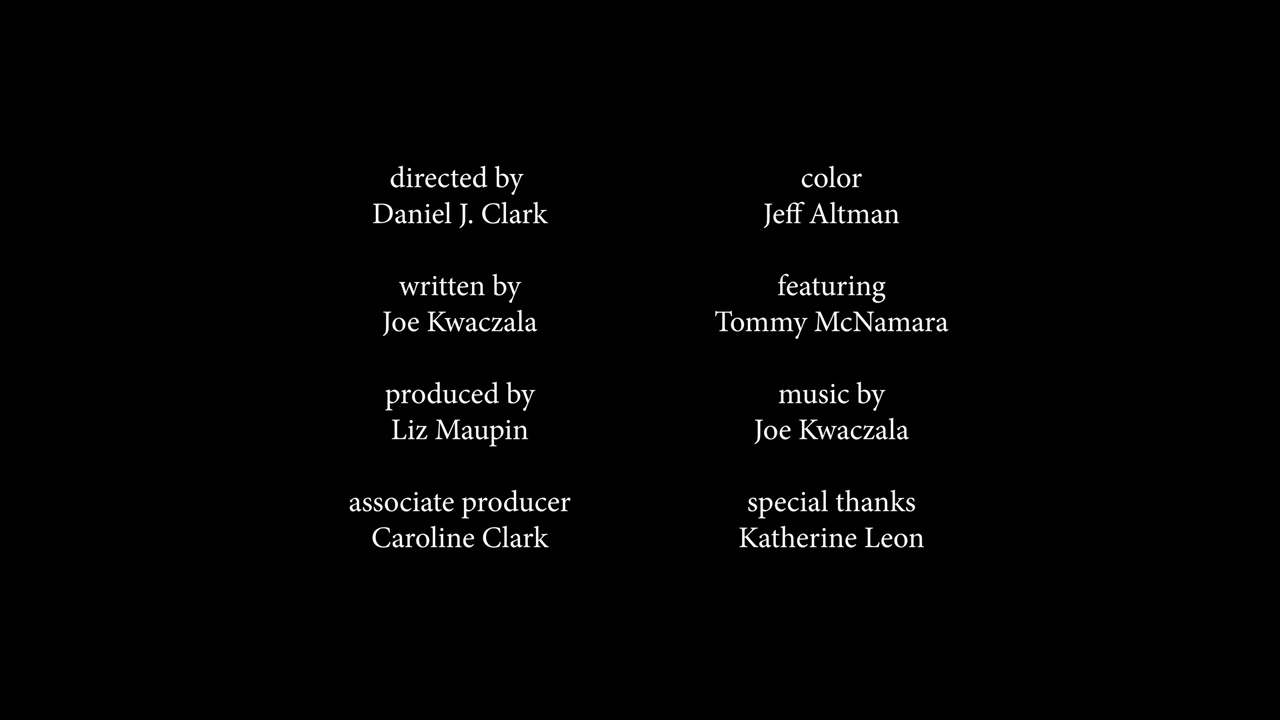 directed by
Daniel J. Clark
written by
Joe Kwaczala
produced by
Liz Maupin
associate producer
Caroline Clark
color
Jeff Altman
featuring
Tommy McNamara
music by
Joe Kwaczala
special thanks
Katherine Leon